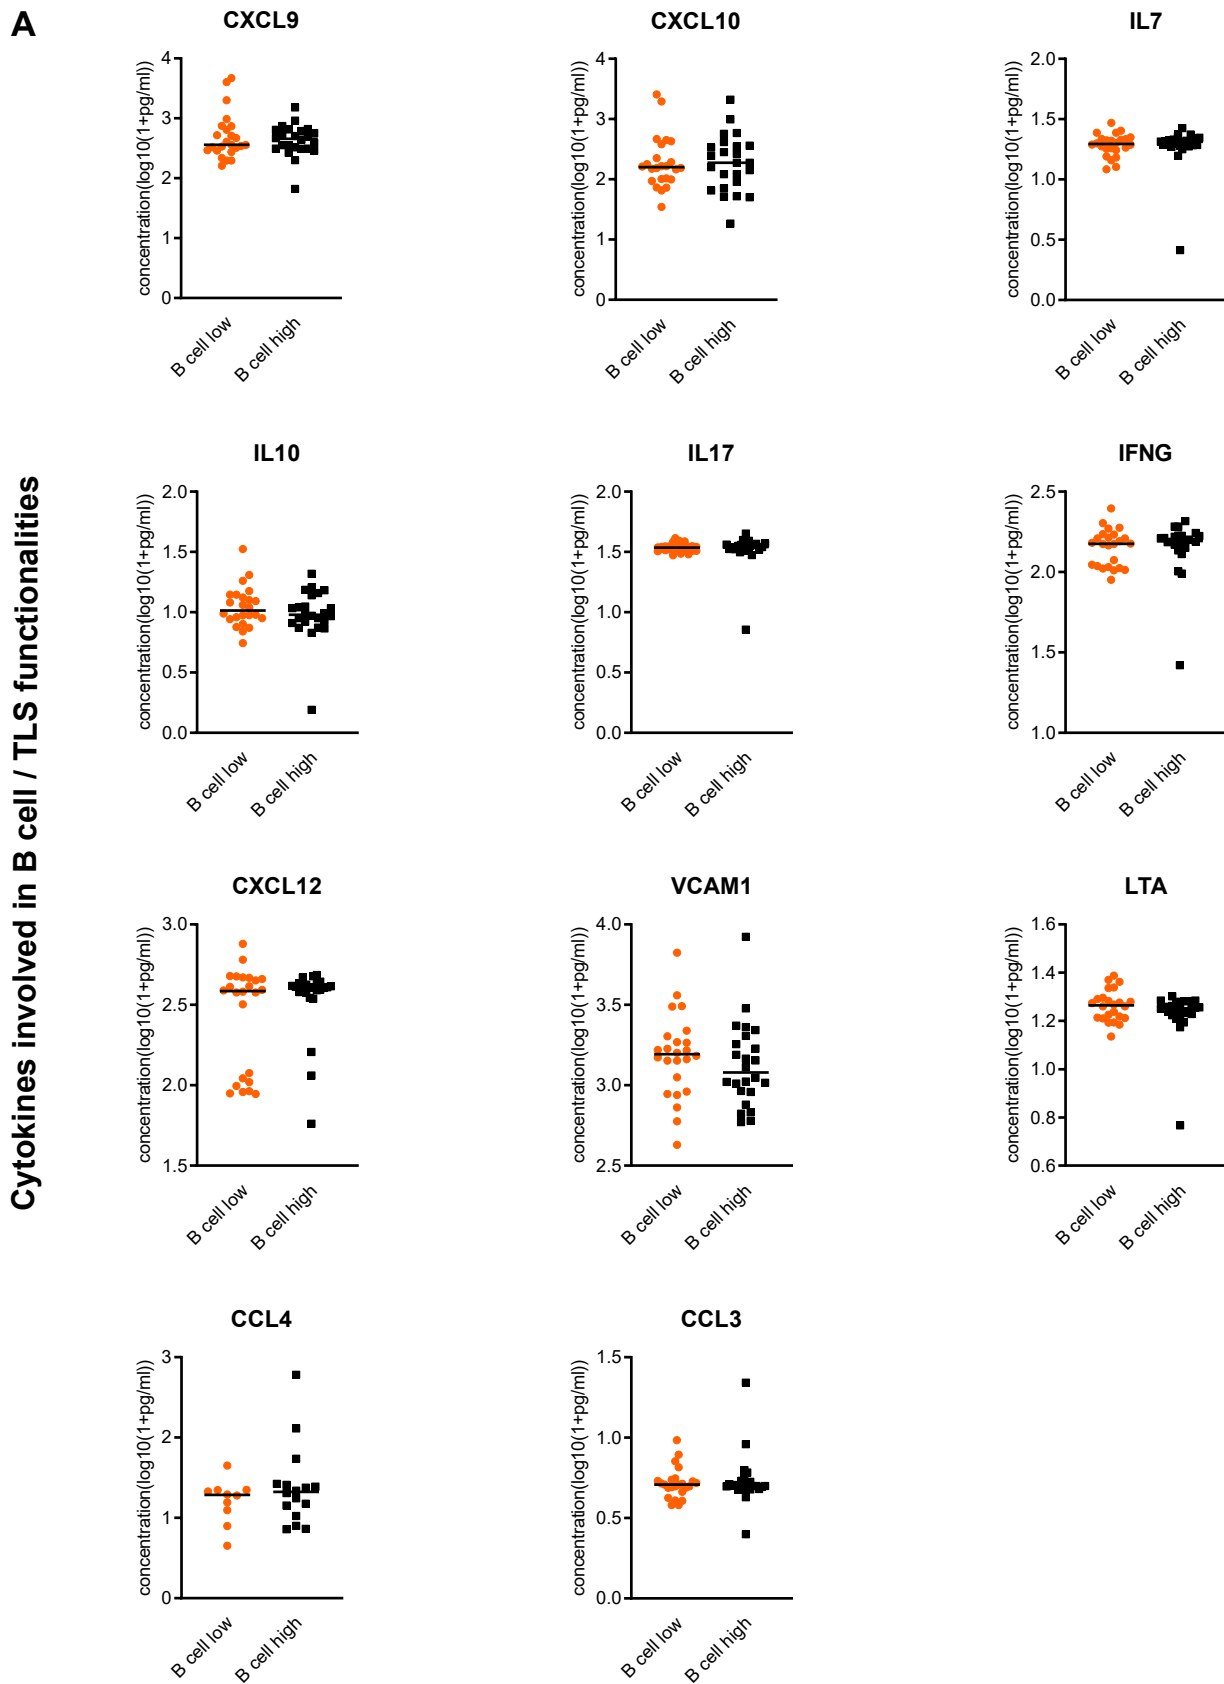 A
Cytokines involved in B cell / TLS functionalities
CXCL9
concentration(log10(1+pg/ml))
4
3
2
1
0
B cell low
B cell high
CXCL10
concentration(log10(1+pg/ml))
4
3
2
1
0
B cell low
B cell high
IL7
concentration(log10(1+pg/ml))
2.0
1.5
1.0
0.5
0.0
B cell low
B cell high
IL10
concentration(log10(1+pg/ml))
2.0
1.5
1.0
0.5
0.0
B cell low
B cell high
IL17
concentration(log10(1+pg/ml))
2.0
1.5
1.0
0.5
0.0
B cell low
B cell high
IFNG
concentration(log10(1+pg/ml))
2.5
2.0
1.5
1.0
B cell low
B cell high
CXCL12
concentration(log10(1+pg/ml))
3.0
2.5
2.0
1.5
B cell low
B cell high
VCAM1
concentration(log10(1+pg/ml))
4.0
3.5
3.0
2.5
B cell low
B cell high
LTA
concentration(log10(1+pg/ml))
1.6
1.4
1.2
1.0
0.8
0.6
B cell low
B cell high
CCL4
concentration(log10(1+pg/ml))
3
2
1
0
B cell low
B cell high
CCL3
concentration(log10(1+pg/ml))
1.5
1.0
0.5
0.0
B cell low
B cell high